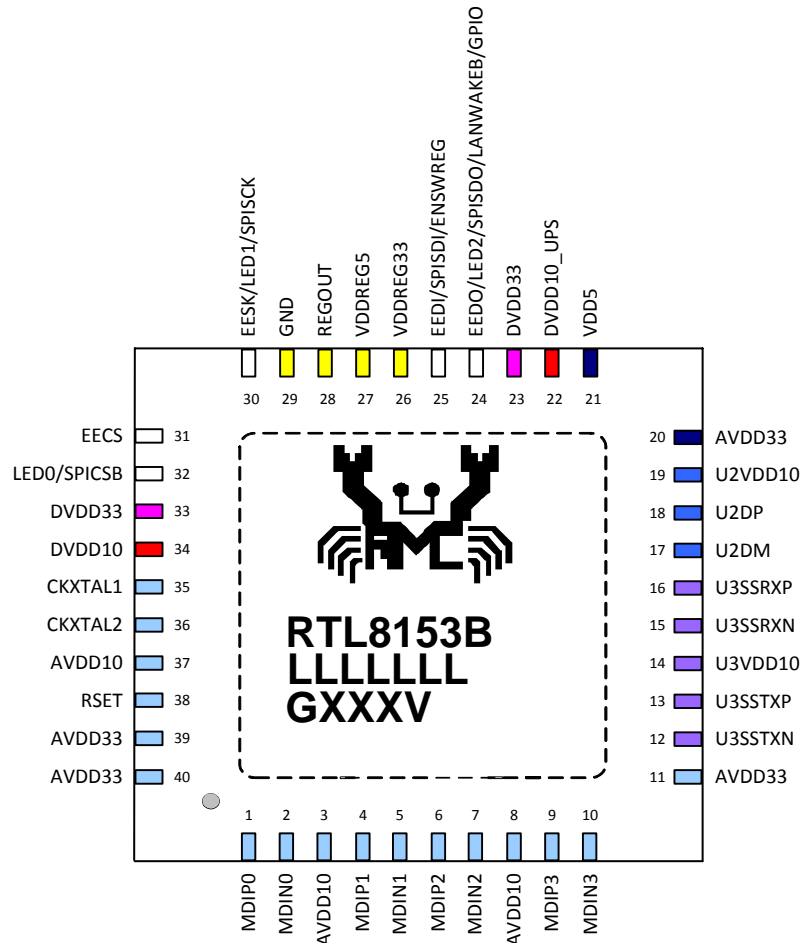 EESK/LED1/SPISCK
GND
REGOUT
VDDREG5
VDDREG33
EEDI/SPISDI/ENSWREG
EEDO/LED2/SPISDO/LANWAKEB/GPIO
DVDD33
DVDD10_UPS
VDD5
30 29 28 27 26 25 24 23 22 21
EECS 31
LED0/SPICSB 32
DVDD33 33
DVDD10 34
CKXTAL1 35
CKXTAL2 36
AVDD10 37
RSET 38
AVDD33 39
AVDD33 40
RTL8153B
LLLLLLL
GXXXV
20 AVDD33
19 U2VDD10
18 U2DP
17 U2DM
16 U3SSRXP
15 U3SSRXN
14 U3VDD10
13 U3SSTXP
12 U3SSTXN
11 AVDD33
1 2 3 4 5 6 7 8 9 10
MDIP0
MDIN0
AVDD10
MDIP1
MDIN1
MDIP2
MDIN2
AVDD10
MDIP3
MDIN3